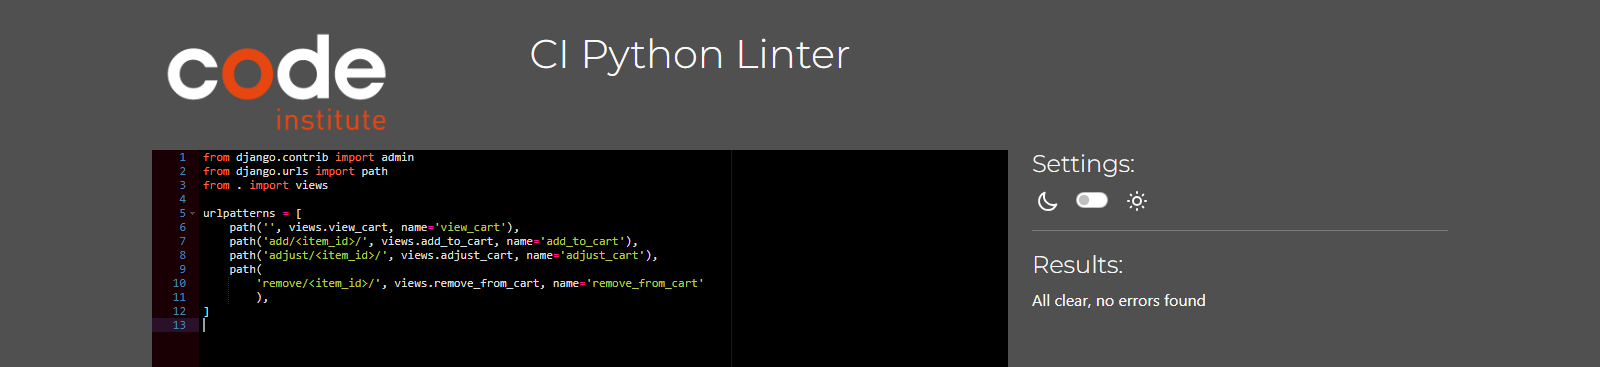 code
institute
CI Python Linter
1 from django.contrib import admin
2 from django.urls import path
3 from . import views
4
5 urlpatterns = [
6     path('', views.view_cart, name='view_cart'),
7     path('add/<item_id>/', views.add_to_cart, name='add_to_cart'),
8     path('adjust/<item_id>/', views.adjust_cart, name='adjust_cart'),
9     path(
10         'remove/<item_id>/', views.remove_from_cart, name='remove_from_cart'
11         ),
12 ]
13
Settings:
Results:
All clear, no errors found